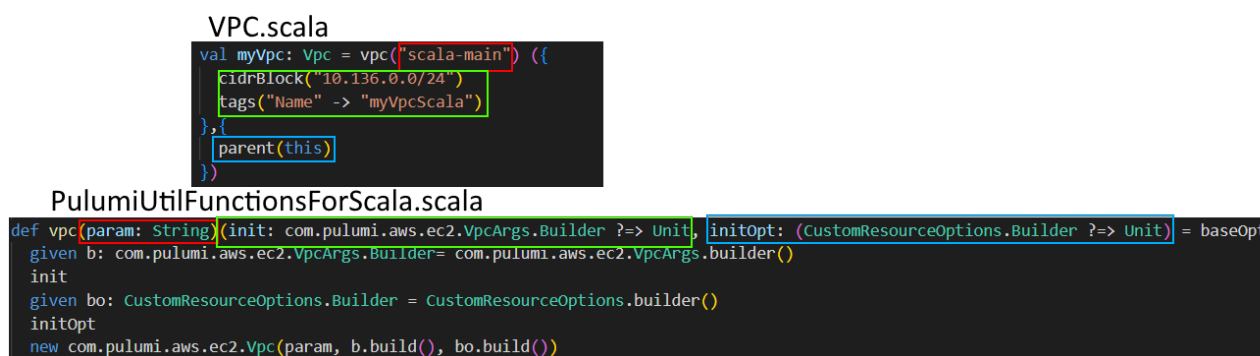 VPC.scala
val myVpc: Vpc = vpc("scala-main") ({
cidrBlock("10.136.0.0/24")
tags("Name" -> "myVpcScala")
},{
parent(this)
})
PulumiUtilFunctionsForScala.scala
def vpc(param: String)(init: com.pulumi.aws.ec2.VpcArgs.Builder ?=> Unit, initOpt: (CustomResourceOptions.Builder ?=> Unit) = baseOpt
given b: com.pulumi.aws.ec2.VpcArgs.Builder= com.pulumi.aws.ec2.VpcArgs.builder()
init
given bo: CustomResourceOptions.Builder = CustomResourceOptions.builder()
initOpt
new com.pulumi.aws.ec2.Vpc(param, b.build(), bo.build())